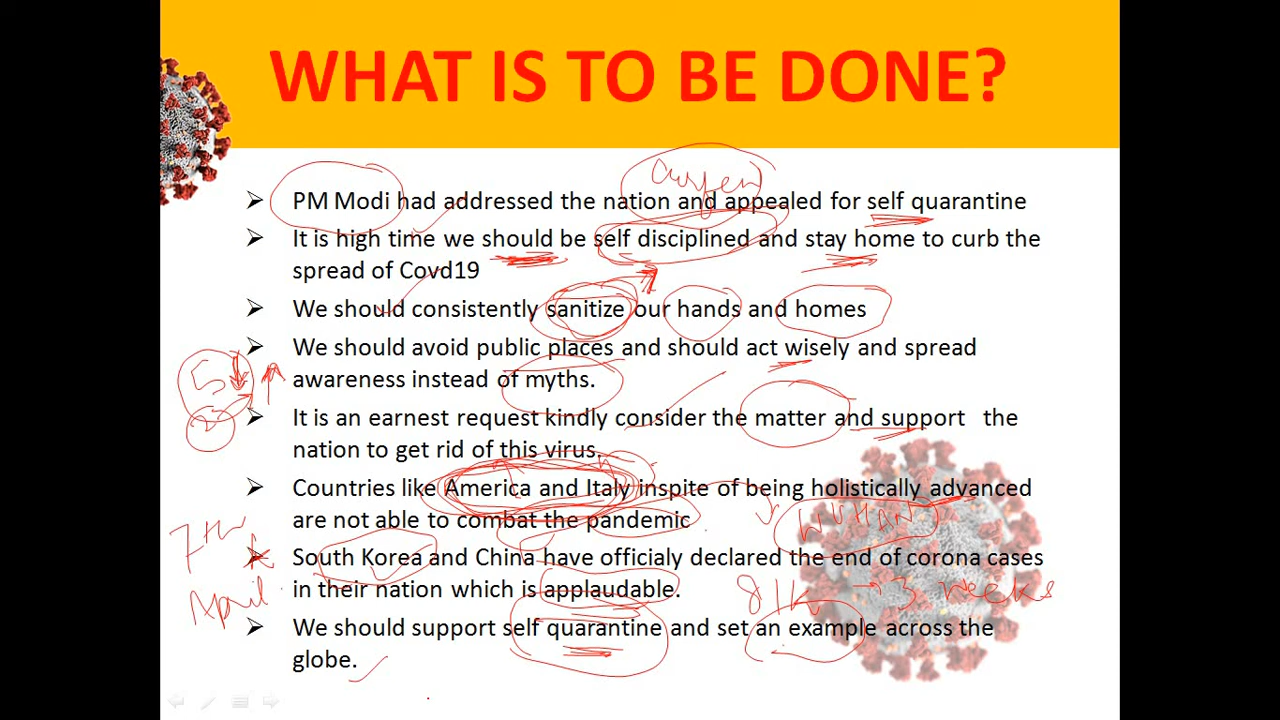 WHAT IS TO BE DONE?
PM Modi had addressed the nation and appealed for self quarantine
It is high time we should be self disciplined and stay home to curb the
spread of Covd19
We should consistently sanitize our hands and homes
We should avoid public places and should act wisely and spread
awareness instead of myths.
It is an earnest request kindly consider the matter and support the
nation to get rid of this virus.
Countries like America and Italy inspite of being holistically advanced
are not able to combat the pandemic
WUHAN
7th
South Korea and China have officialy declared the end of corona cases
in their nation which is applaudable.
April
81k → 3 weeks
We should support self quarantine and set an example across the
globe.